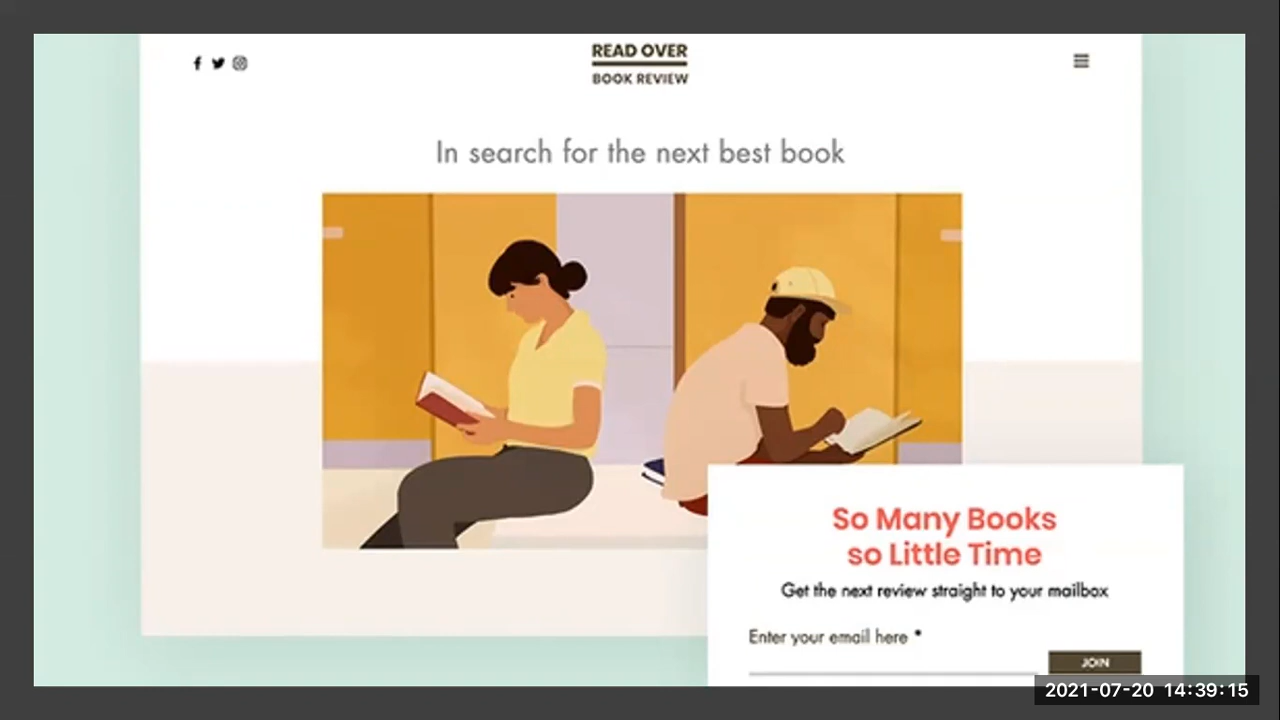 READ OVER
BOOK REVIEW
In search for the next best book
So Many Books
so Little Time
Get the next review straight to your mailbox
Enter your email here *
JOIN
2021-07-20 14:39:15